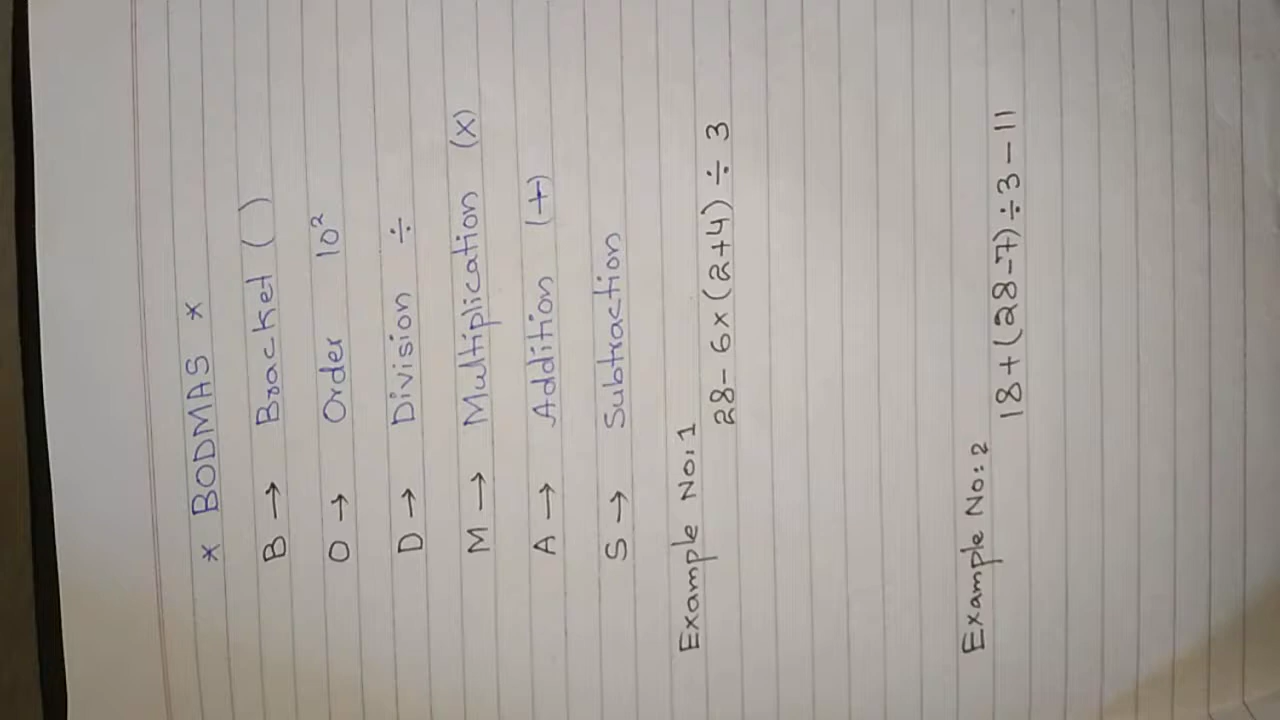 * BODMAS *
B → Bracket ( )
O → Order 10²
D → Division ÷
M → Multiplication (x)
A → Addition (+)
S → Subtraction
Example No:1
28- 6x(2+4) ÷ 3
Example No:2
18+(28-7)÷3-11